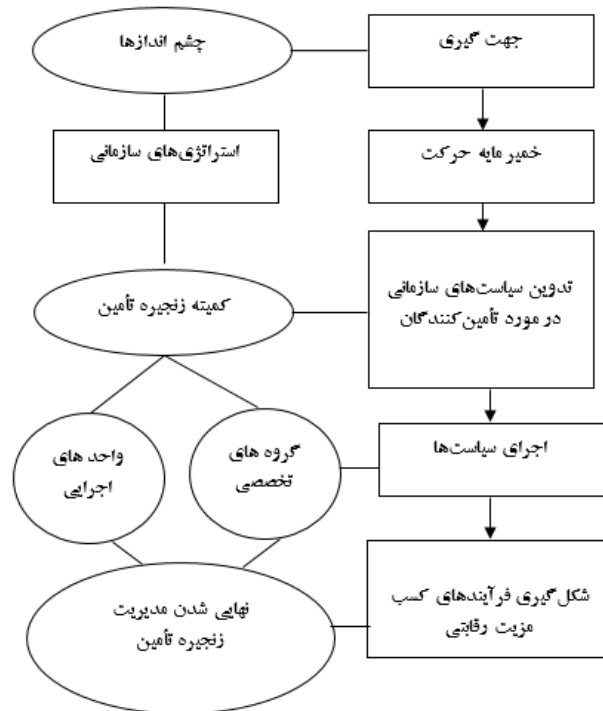 جهت گیری
چشم اندازها
خمیر مایه حرکت
استراتژی‌های سازمانی
تدوین سیاست‌های سازمانی
در مورد تأمین‌کنندگان
کمیته زنجیره تأمین
اجرای سیاست‌ها
گروه های
تخصصی
واحد های
اجرایی
شکل‌گیری فرآیندهای کسب
مزیت رقابتی
نهایی شدن مدیریت
زنجیره تأمین